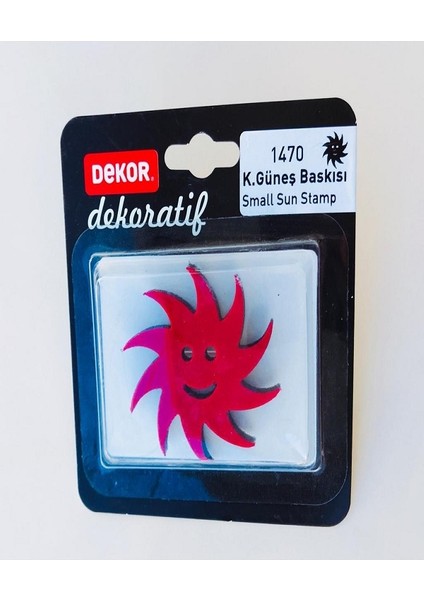 DEKOR
dekoratif
1470
K.Güneş Baskısı
Small Sun Stamp